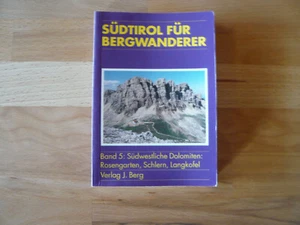 SÜDTIROL FÜR
BERGWANDERER
Band 5: Südwestliche Dolomiten:
Rosengarten, Schlern, Langkofel
Verlag J. Berg